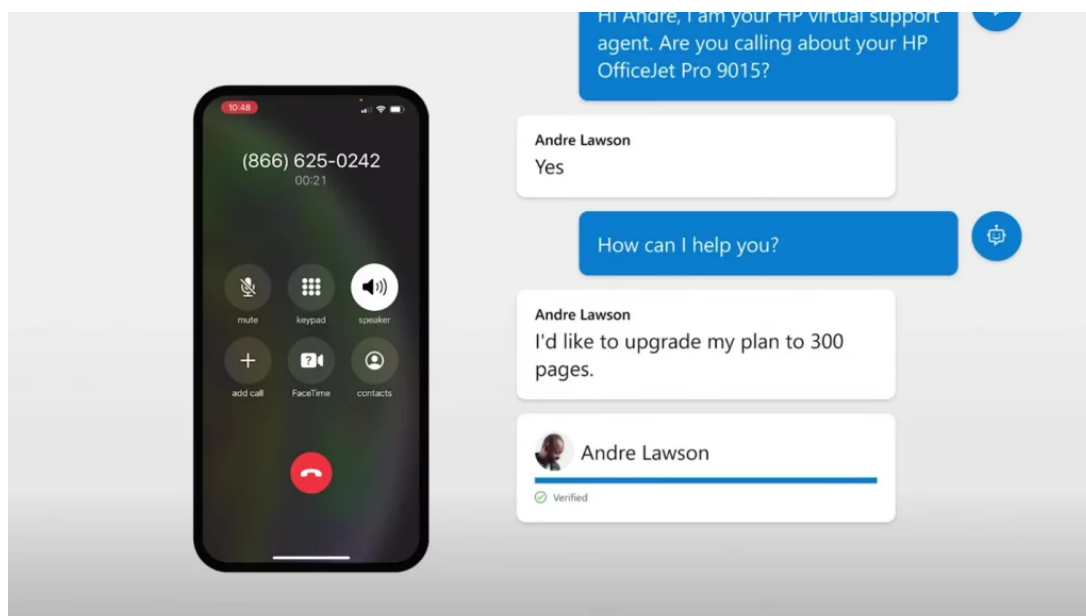 10:48
(866) 625-0242
00:21
mute
keypad
speaker
add call
FaceTime
contacts
Hi Andre, I am your HP virtual support
agent. Are you calling about your HP
OfficeJet Pro 9015?
Andre Lawson
Yes
How can I help you?
Andre Lawson
I'd like to upgrade my plan to 300
pages.
Andre Lawson
Verified